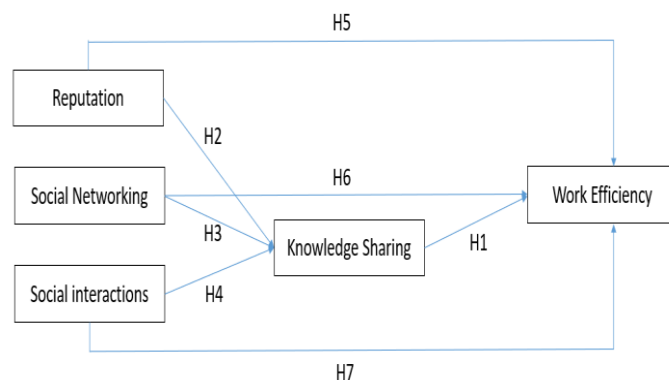 H5
Reputation
H2
Social Networking
H6
Work Efficiency
H3
Knowledge Sharing
H1
Social interactions
H4
H7